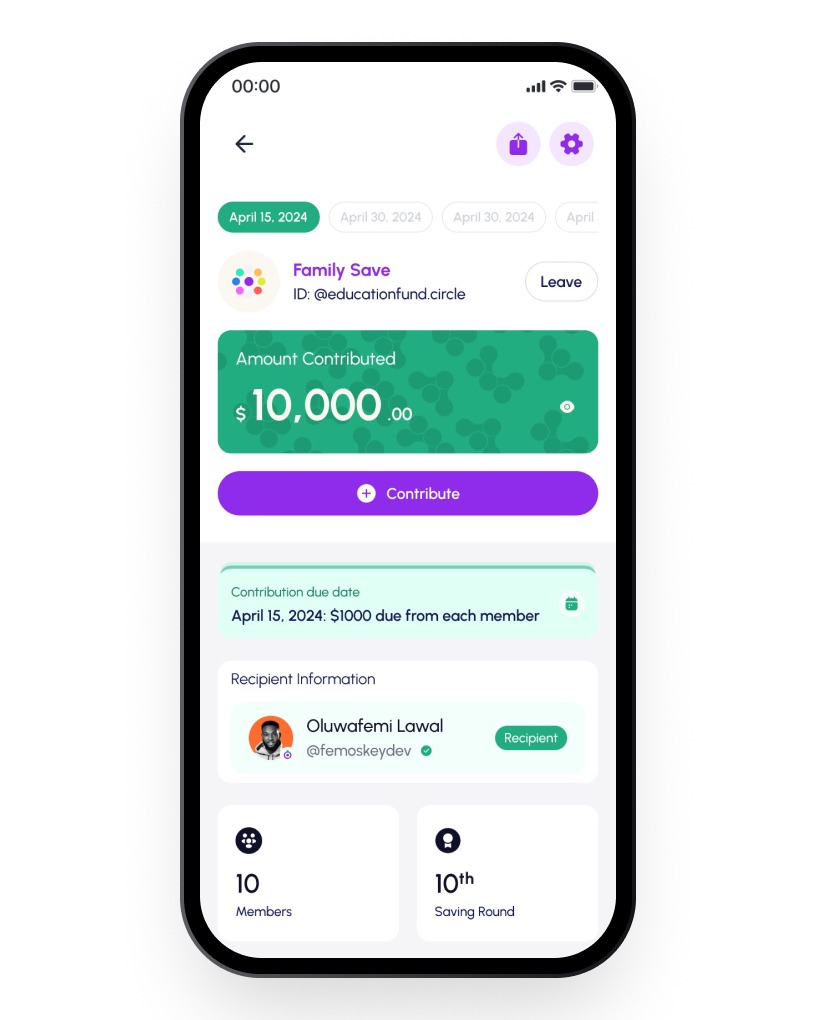 00:00
April 15, 2024
April 30, 2024
April 30, 2024
April
Family Save
ID: @educationfund.circle
Leave
Amount Contributed
$ 10,000 .00
Contribute
Contribution due date
April 15, 2024: $1000 due from each member
Recipient Information
Oluwafemi Lawal
@femoskeydev
Recipient
10
Members
10th
Saving Round